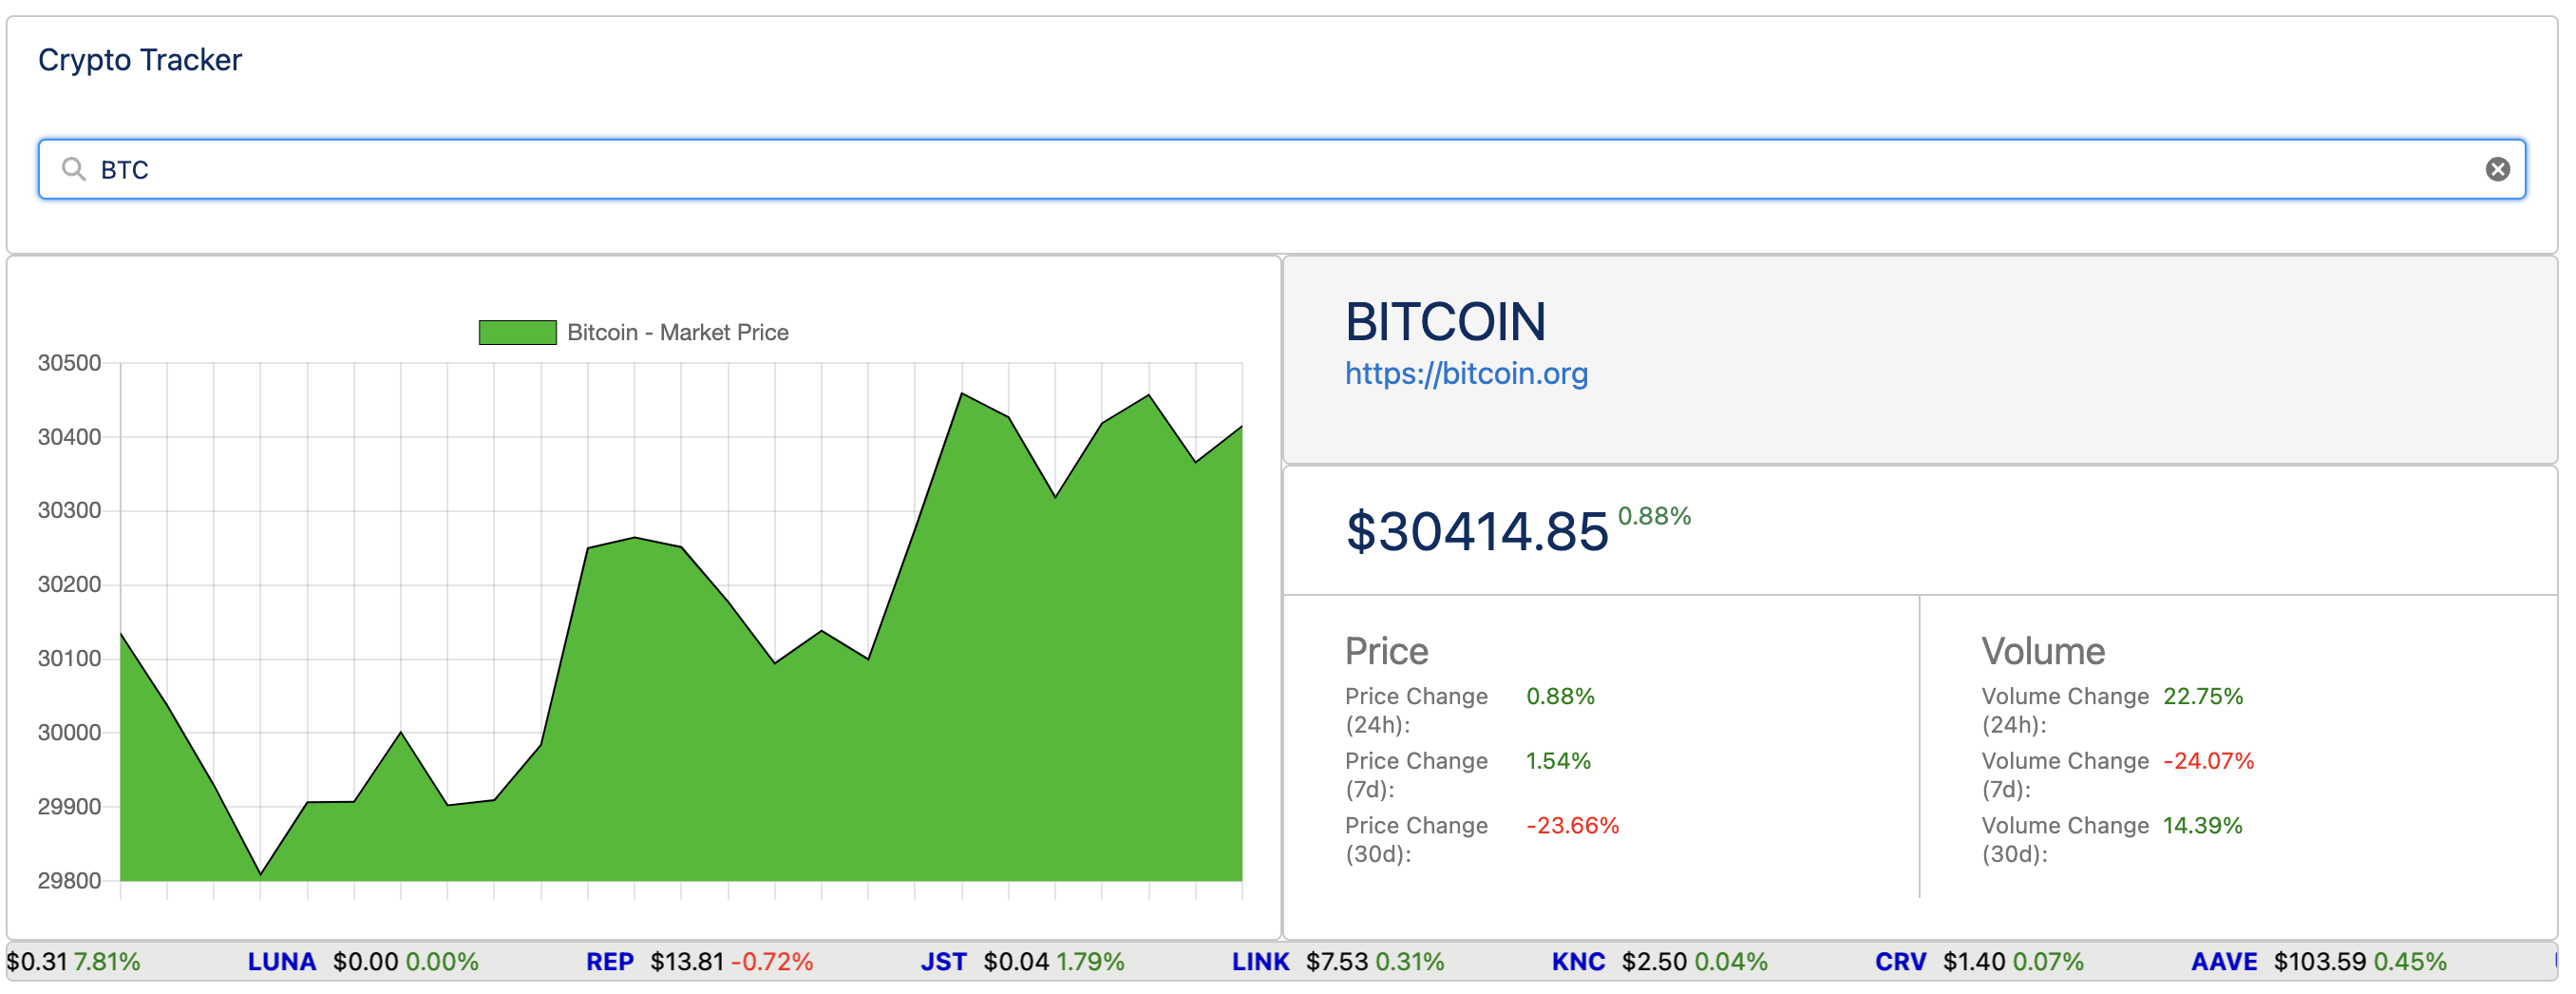 Crypto Tracker
BTC
Bitcoin - Market Price
30500
30400
30300
30200
30100
30000
29900
29800
BITCOIN
https://bitcoin.org
$30414.85 0.88%
Price
Price Change (24h): 0.88%
Price Change (7d): 1.54%
Price Change (30d): -23.66%
Volume
Volume Change (24h): 22.75%
Volume Change (7d): -24.07%
Volume Change (30d): 14.39%
$0.31 7.81% LUNA $0.00 0.00% REP $13.81 -0.72% JST $0.04 1.79% LINK $7.53 0.31% KNC $2.50 0.04% CRV $1.40 0.07% AAVE $103.59 0.45%